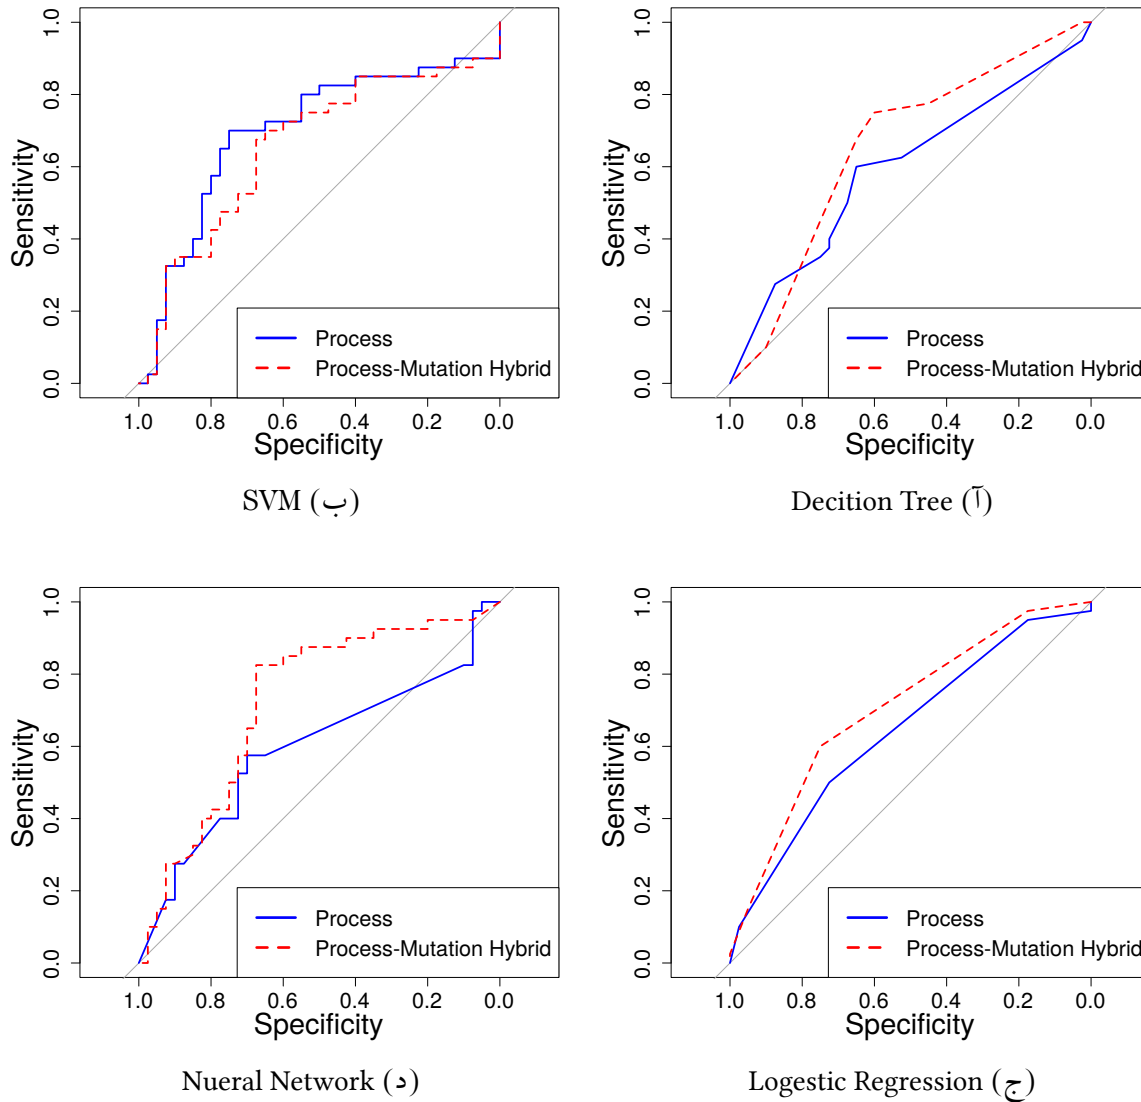 Sensitivity
1.0
0.8
0.6
0.4
0.2
0.0
Process
Process-Mutation Hybrid
1.0 0.8 0.6 0.4 0.2 0.0
Specificity
SVM (ب)
Sensitivity
1.0
0.8
0.6
0.4
0.2
0.0
Process
Process-Mutation Hybrid
1.0 0.8 0.6 0.4 0.2 0.0
Specificity
Decition Tree (آ)
Sensitivity
1.0
0.8
0.6
0.4
0.2
0.0
Process
Process-Mutation Hybrid
1.0 0.8 0.6 0.4 0.2 0.0
Specificity
Nueral Network (د)
Sensitivity
1.0
0.8
0.6
0.4
0.2
0.0
Process
Process-Mutation Hybrid
1.0 0.8 0.6 0.4 0.2 0.0
Specificity
Logestic Regression (ج)